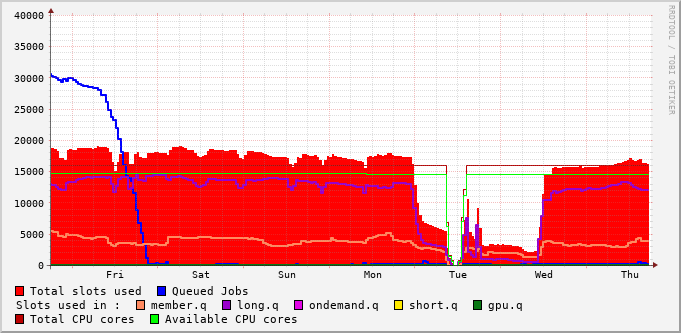 RRDTOOL / TOBI OETIKER
40000
35000
30000
25000
20000
15000
10000
5000
0
Fri Sat Sun Mon Tue Wed Thu
Total slots used Queued Jobs
Slots used in : member.q long.q ondemand.q short.q gpu.q
Total CPU cores Available CPU cores